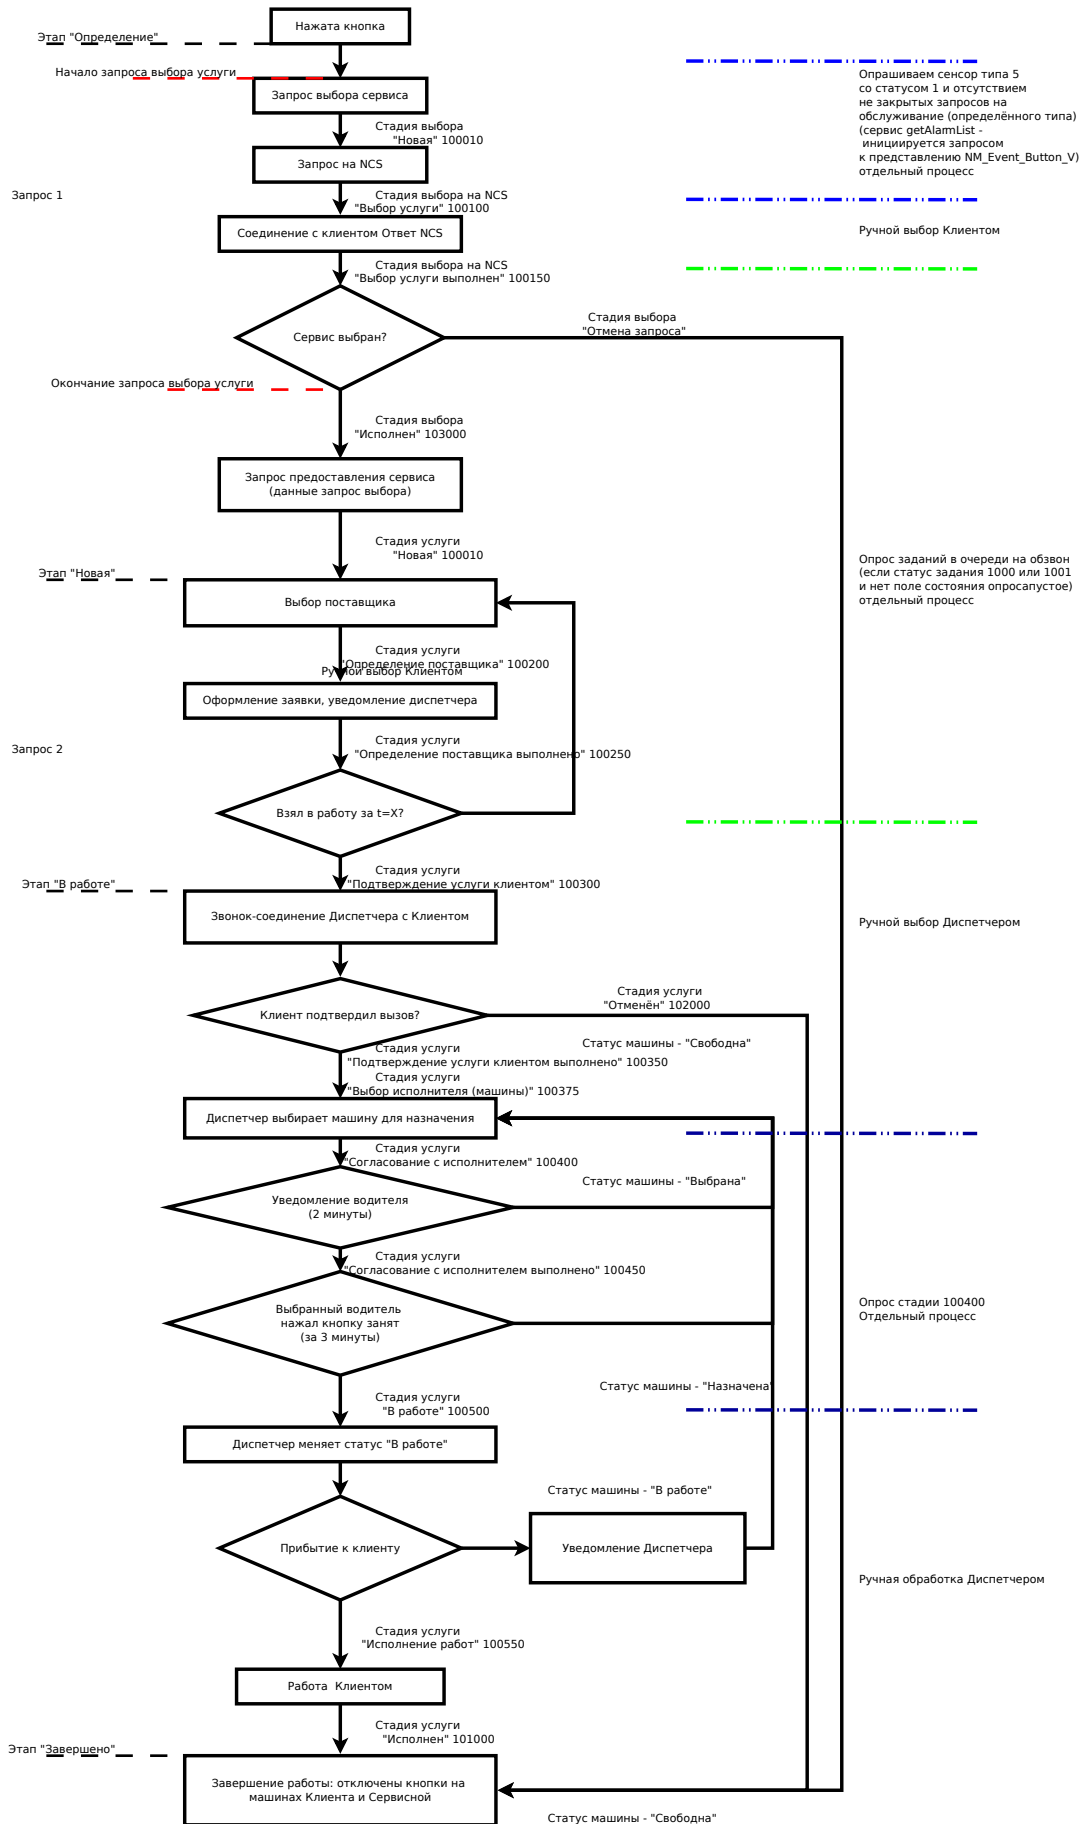 Нажата кнопка
Этап "Определение"
Начало запроса выбора услуги
Запрос выбора сервиса
Опрашиваем сенсор типа 5
со статусом 1 и отсутствием
не закрытых запросов на
обслуживание (определённого типа)
(сервис getAlarmList -
инициируется запросом
к представлению NM_Event_Button_V)
отдельный процесс
Стадия выбора
"Новая" 100010
Запрос на NCS
Запрос 1
Стадия выбора на NCS
"Выбор услуги" 100100
Соединение с клиентом Ответ NCS
Ручной выбор Клиентом
Стадия выбора на NCS
"Выбор услуги выполнен" 100150
Стадия выбора
"Отмена запроса"
Сервис выбран?
Окончание запроса выбора услуги
Стадия выбора
"Исполнен" 103000
Запрос предоставления сервиса
(данные запрос выбора)
Стадия услуги
"Новая" 100010
Опрос заданий в очереди на обзвон
(если статус задания 1000 или 1001
и нет поле состояния опросапустое)
отдельный процесс
Этап "Новая"
Выбор поставщика
Стадия услуги
"Определение поставщика" 100200
Ручной выбор Клиентом
Оформление заявки, уведомление диспетчера
Стадия услуги
"Определение поставщика выполнено" 100250
Запрос 2
Взял в работу за t=X?
Стадия услуги
"Подтверждение услуги клиентом" 100300
Этап "В работе"
Звонок-соединение Диспетчера с Клиентом
Ручной выбор Диспетчером
Стадия услуги
"Отменён" 102000
Клиент подтвердил вызов?
Статус машины - "Свободна"
Стадия услуги
"Подтверждение услуги клиентом выполнено" 100350
Стадия услуги
"Выбор исполнителя (машины)" 100375
Диспетчер выбирает машину для назначения
Стадия услуги
"Согласование с исполнителем" 100400
Статус машины - "Выбрана"
Уведомление водителя
(2 минуты)
Стадия услуги
"Согласование с исполнителем выполнено" 100450
Выбранный водитель
нажал кнопку занят
(за 3 минуты)
Опрос стадии 100400
Отдельный процесс
Статус машины - "Назначена"
Стадия услуги
"В работе" 100500
Диспетчер меняет статус "В работе"
Статус машины - "В работе"
Прибытие к клиенту
Уведомление Диспетчера
Ручная обработка Диспетчером
Стадия услуги
"Исполнение работ" 100550
Работа Клиентом
Стадия услуги
"Исполнен" 101000
Этап "Завершено"
Завершение работы: отключены кнопки на
машинах Клиента и Сервисной
Статус машины - "Свободна"